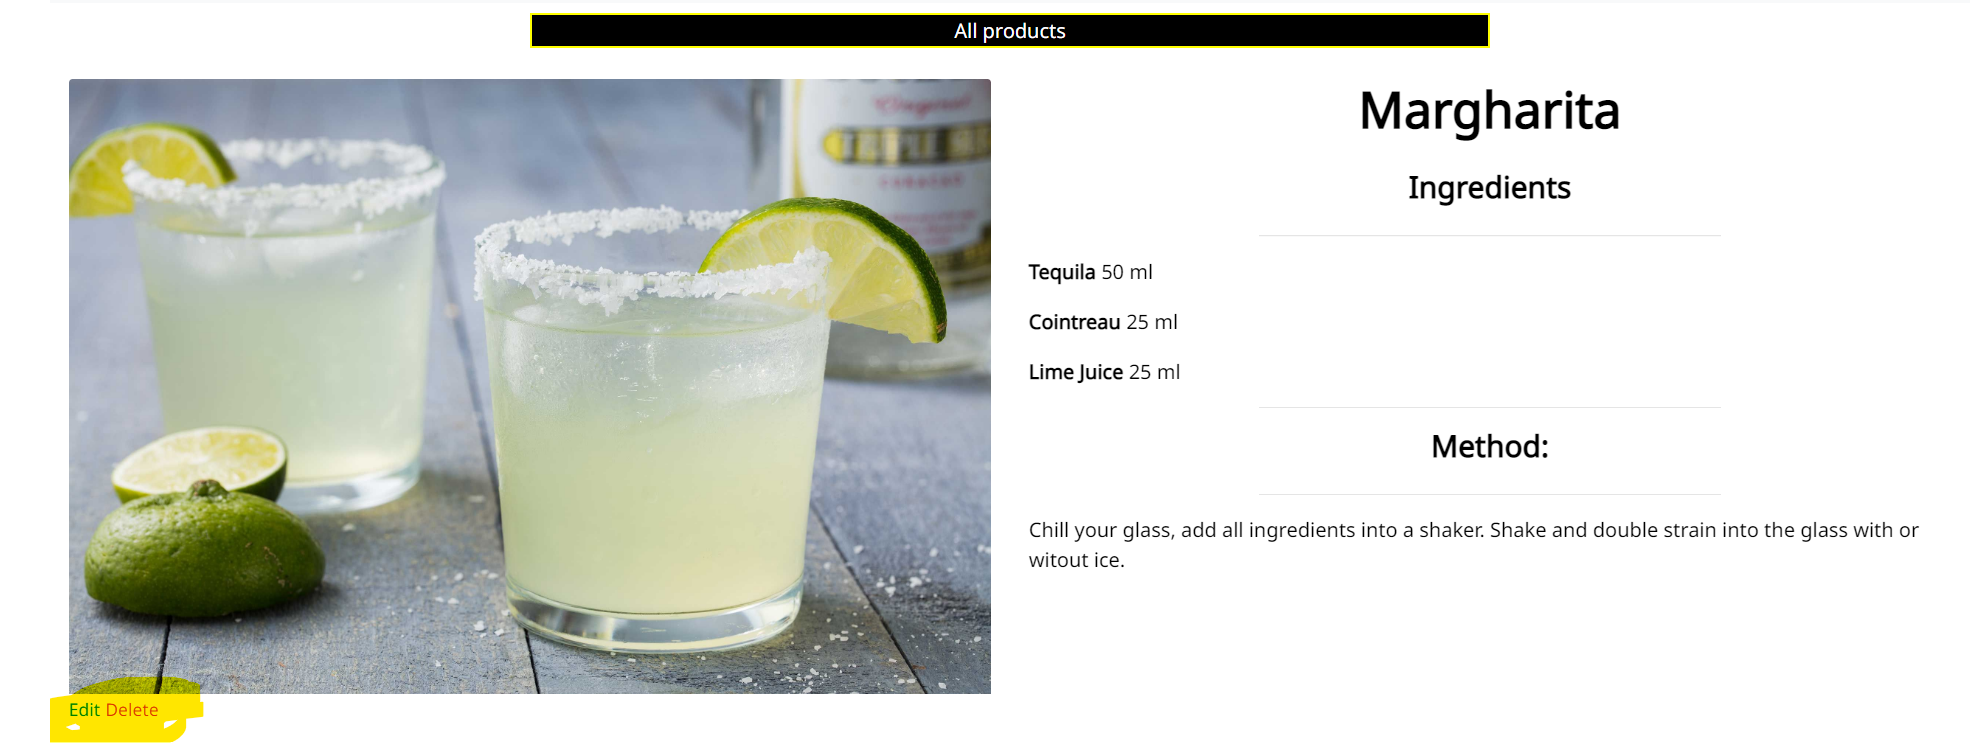 All products
Margharita
Ingredients
Tequila 50 ml
Cointreau 25 ml
Lime Juice 25 ml
Method:
Chill your glass, add all ingredients into a shaker. Shake and double strain into the glass with or
witout ice.
Edit Delete